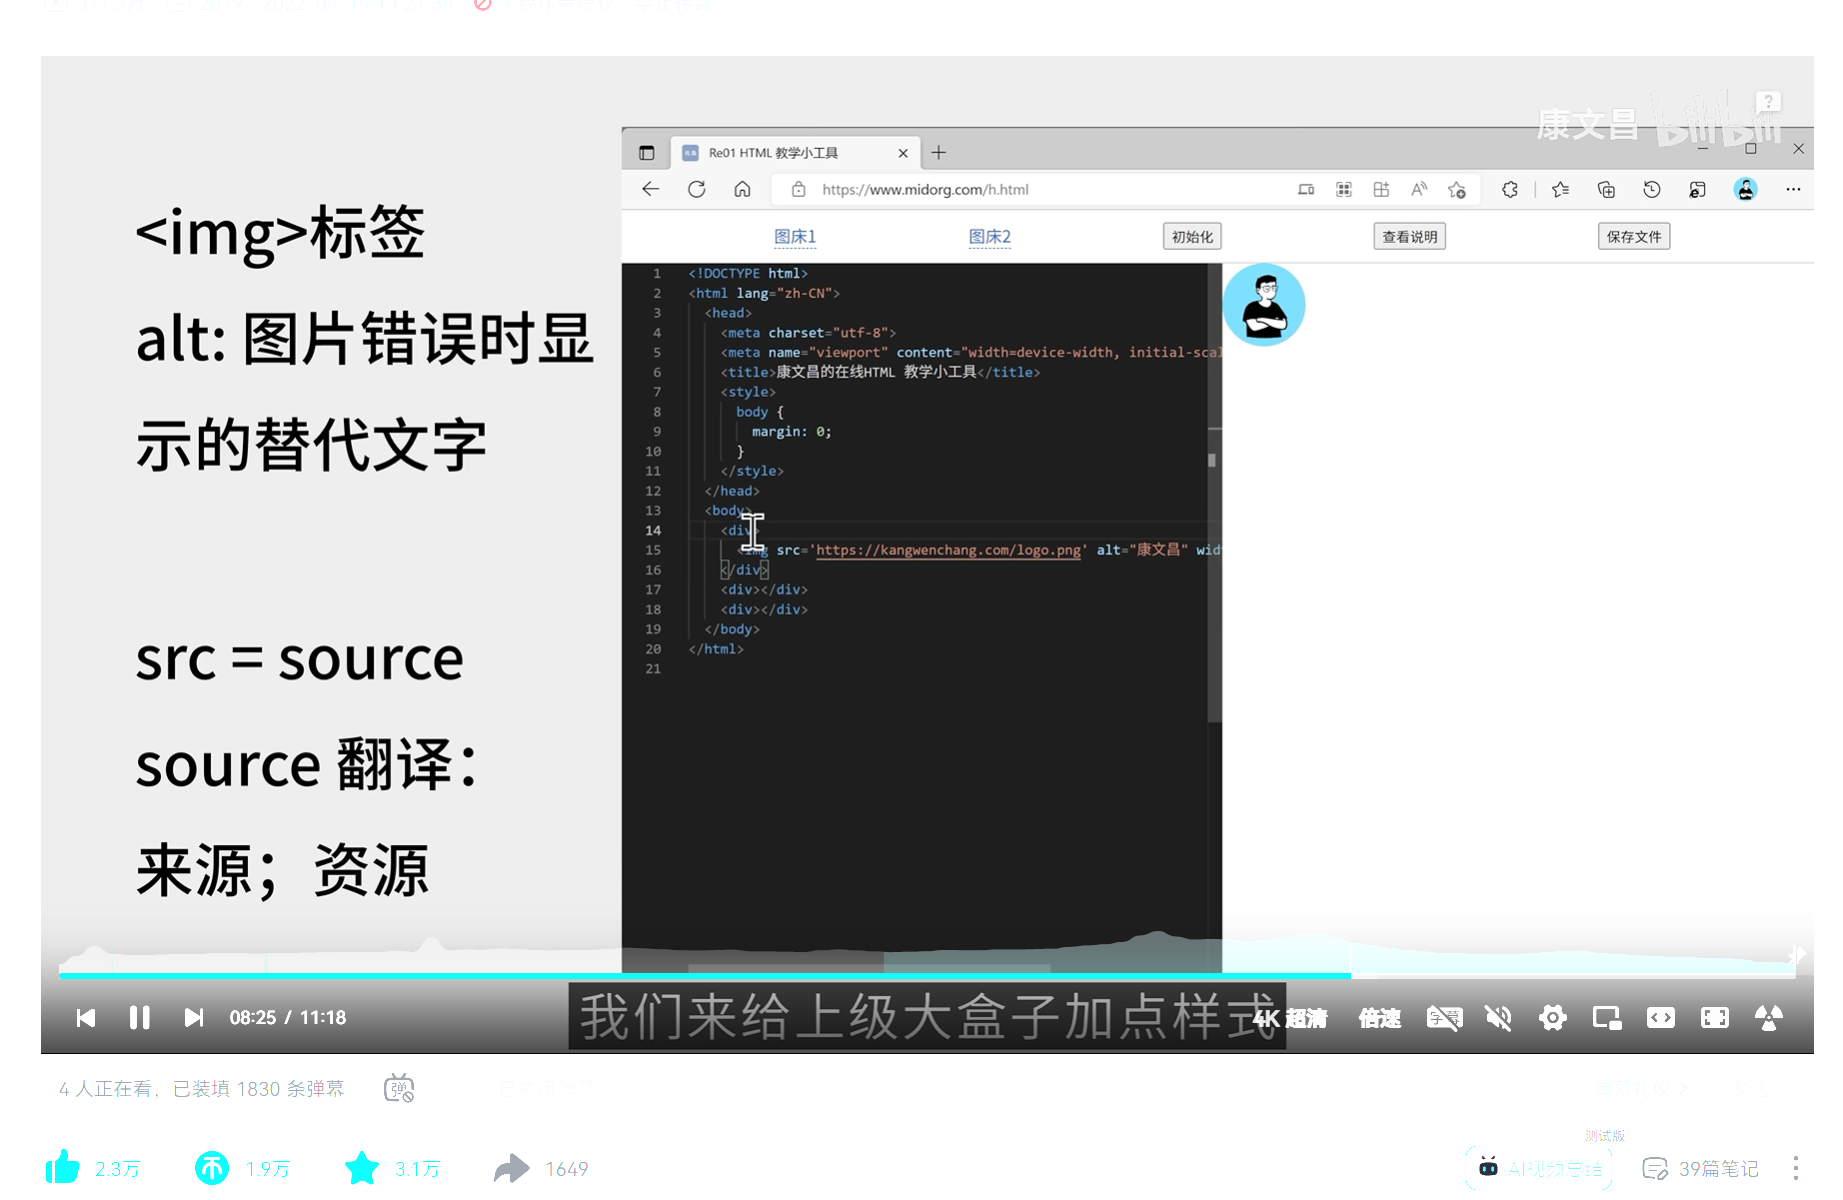 康文昌 bilibili
<img>标签
alt: 图片错误时显
示的替代文字
src = source
source 翻译：
来源；资源
Re01 HTML 教学小工具
https://www.midorg.com/h.html
图床1 图床2 初始化 查看说明 保存文件
1 <!DOCTYPE html>
2 <html lang="zh-CN">
3 <head>
4 <meta charset="utf-8">
5 <meta name="viewport" content="width=device-width, initial-scal
6 <title>康文昌的在线HTML 教学小工具</title>
7 <style>
8 body {
9 margin: 0;
10 }
11 </style>
12 </head>
13 <body>
14 <div>
15 <img src='https://kangwenchang.com/logo.png' alt="康文昌" wid
16 </div>
17 <div></div>
18 <div></div>
19 </body>
20 </html>
21
我们来给上级大盒子加点样式
08:25 / 11:18 4K 超清 倍速 字幕
4 人正在看，已装填 1830 条弹幕 弹
测试版
2.3万 1.9万 3.1万 1649 AI视频总结 39篇笔记